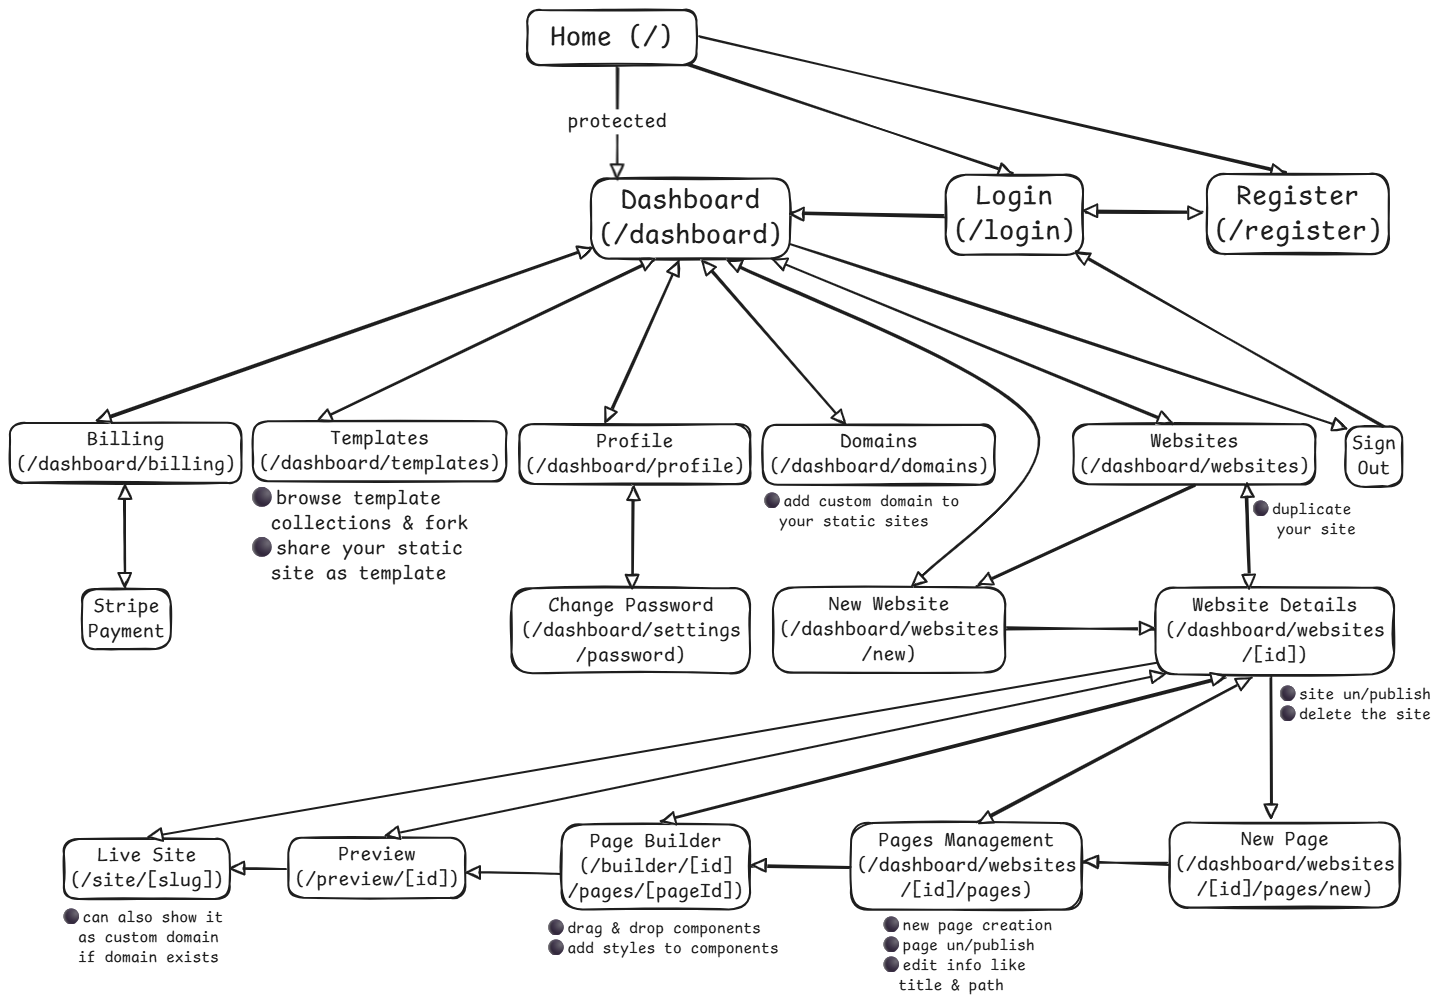 Home (/)
protected
Dashboard
(/dashboard)
Login
(/login)
Register
(/register)
Billing
(/dashboard/billing)
Templates
(/dashboard/templates)
browse template
collections & fork
share your static
site as template
Profile
(/dashboard/profile)
Domains
(/dashboard/domains)
add custom domain to
your static sites
Websites
(/dashboard/websites)
duplicate
your site
Sign
Out
Stripe
Payment
Change Password
(/dashboard/settings
/password)
New Website
(/dashboard/websites
/new)
Website Details
(/dashboard/websites
/[id])
site un/publish
delete the site
Live Site
(/site/[slug])
can also show it
as custom domain
if domain exists
Preview
(/preview/[id])
Page Builder
(/builder/[id]
/pages/[pageId])
drag & drop components
add styles to components
Pages Management
(/dashboard/websites
/[id]/pages)
new page creation
page un/publish
edit info like
title & path
New Page
(/dashboard/websites
/[id]/pages/new)